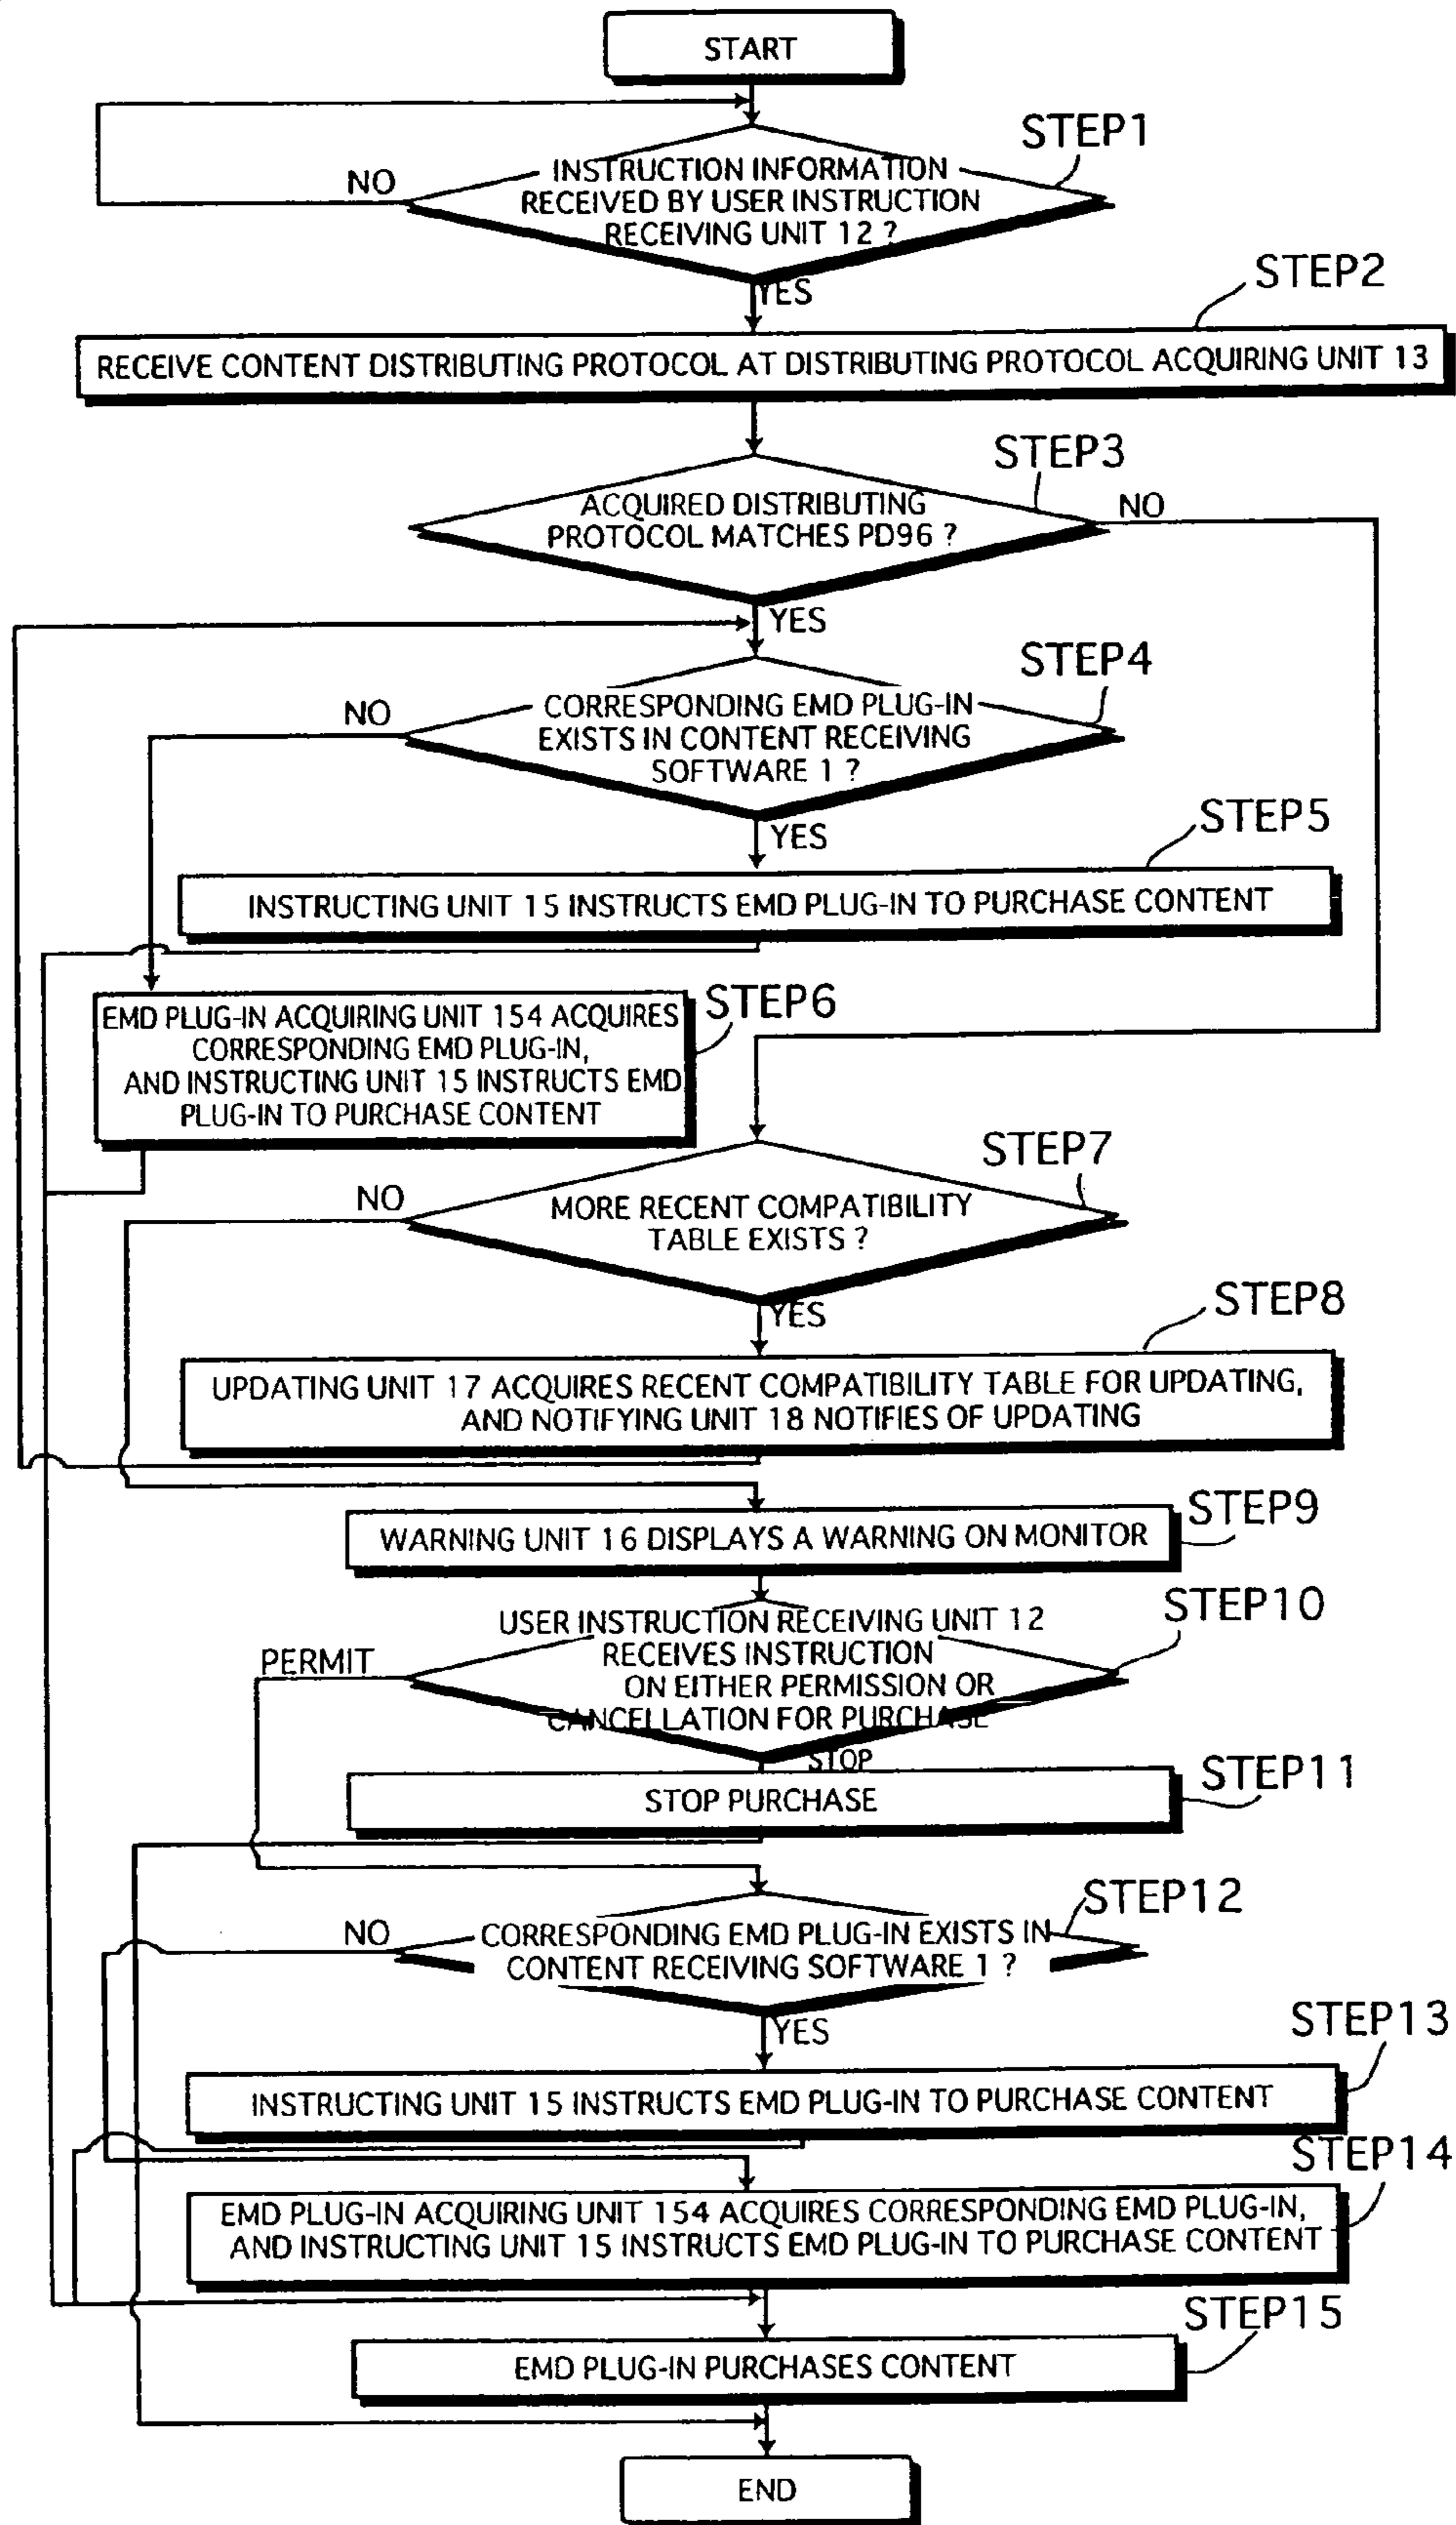 START
STEP1
NO
INSTRUCTION INFORMATION
RECEIVED BY USER INSTRUCTION
RECEIVING UNIT 12 ?
YES
STEP2
RECEIVE CONTENT DISTRIBUTING PROTOCOL AT DISTRIBUTING PROTOCOL ACQUIRING UNIT 13
STEP3
NO
ACQUIRED DISTRIBUTING
PROTOCOL MATCHES PD96 ?
YES
STEP4
NO
CORRESPONDING EMD PLUG-IN
EXISTS IN CONTENT RECEIVING
SOFTWARE 1 ?
YES
STEP5
INSTRUCTING UNIT 15 INSTRUCTS EMD PLUG-IN TO PURCHASE CONTENT
STEP6
EMD PLUG-IN ACQUIRING UNIT 154 ACQUIRES
CORRESPONDING EMD PLUG-IN,
AND INSTRUCTING UNIT 15 INSTRUCTS EMD
PLUG-IN TO PURCHASE CONTENT
STEP7
NO
MORE RECENT COMPATIBILITY
TABLE EXISTS ?
YES
STEP8
UPDATING UNIT 17 ACQUIRES RECENT COMPATIBILITY TABLE FOR UPDATING,
AND NOTIFYING UNIT 18 NOTIFIES OF UPDATING
STEP9
WARNING UNIT 16 DISPLAYS A WARNING ON MONITOR
STEP10
PERMIT
USER INSTRUCTION RECEIVING UNIT 12
RECEIVES INSTRUCTION
ON EITHER PERMISSION OR
CANCELLATION FOR PURCHASE
STOP
STEP11
STOP PURCHASE
STEP12
NO
CORRESPONDING EMD PLUG-IN EXISTS IN
CONTENT RECEIVING SOFTWARE 1 ?
YES
STEP13
INSTRUCTING UNIT 15 INSTRUCTS EMD PLUG-IN TO PURCHASE CONTENT
STEP14
EMD PLUG-IN ACQUIRING UNIT 154 ACQUIRES CORRESPONDING EMD PLUG-IN,
AND INSTRUCTING UNIT 15 INSTRUCTS EMD PLUG-IN TO PURCHASE CONTENT
STEP15
EMD PLUG-IN PURCHASES CONTENT
END